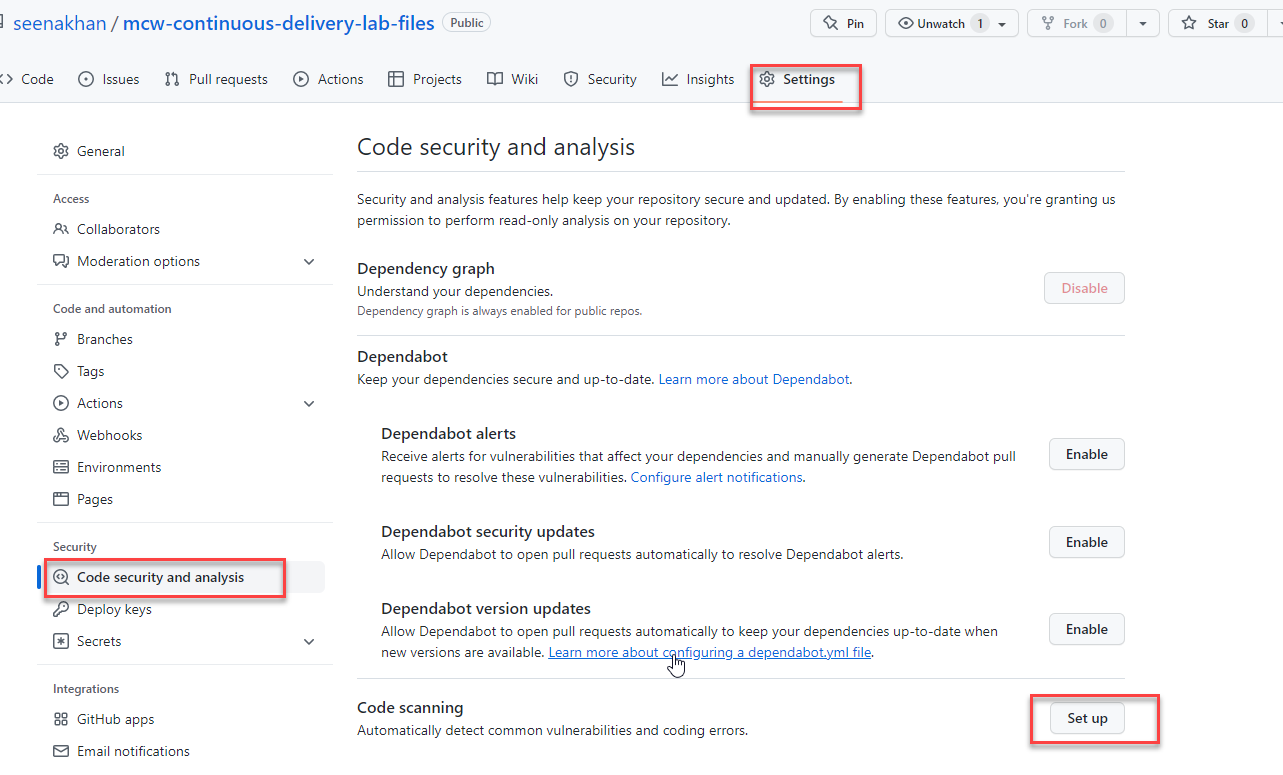 seenakhan / mcw-continuous-delivery-lab-files Public Pin Unwatch 1 Fork 0 Star 0
Code Issues Pull requests Actions Projects Wiki Security Insights Settings
General
Access
Collaborators
Moderation options
Code and automation
Branches
Tags
Actions
Webhooks
Environments
Pages
Security
Code security and analysis
Deploy keys
Secrets
Integrations
GitHub apps
Email notifications
Code security and analysis
Security and analysis features help keep your repository secure and updated. By enabling these features, you're granting us
permission to perform read-only analysis on your repository.
Dependency graph
Understand your dependencies.
Dependency graph is always enabled for public repos.
Disable
Dependabot
Keep your dependencies secure and up-to-date. Learn more about Dependabot.
Dependabot alerts
Receive alerts for vulnerabilities that affect your dependencies and manually generate Dependabot pull
requests to resolve these vulnerabilities. Configure alert notifications.
Enable
Dependabot security updates
Allow Dependabot to open pull requests automatically to resolve Dependabot alerts.
Enable
Dependabot version updates
Allow Dependabot to open pull requests automatically to keep your dependencies up-to-date when
new versions are available. Learn more about configuring a dependabot.yml file.
Enable
Code scanning
Automatically detect common vulnerabilities and coding errors.
Set up